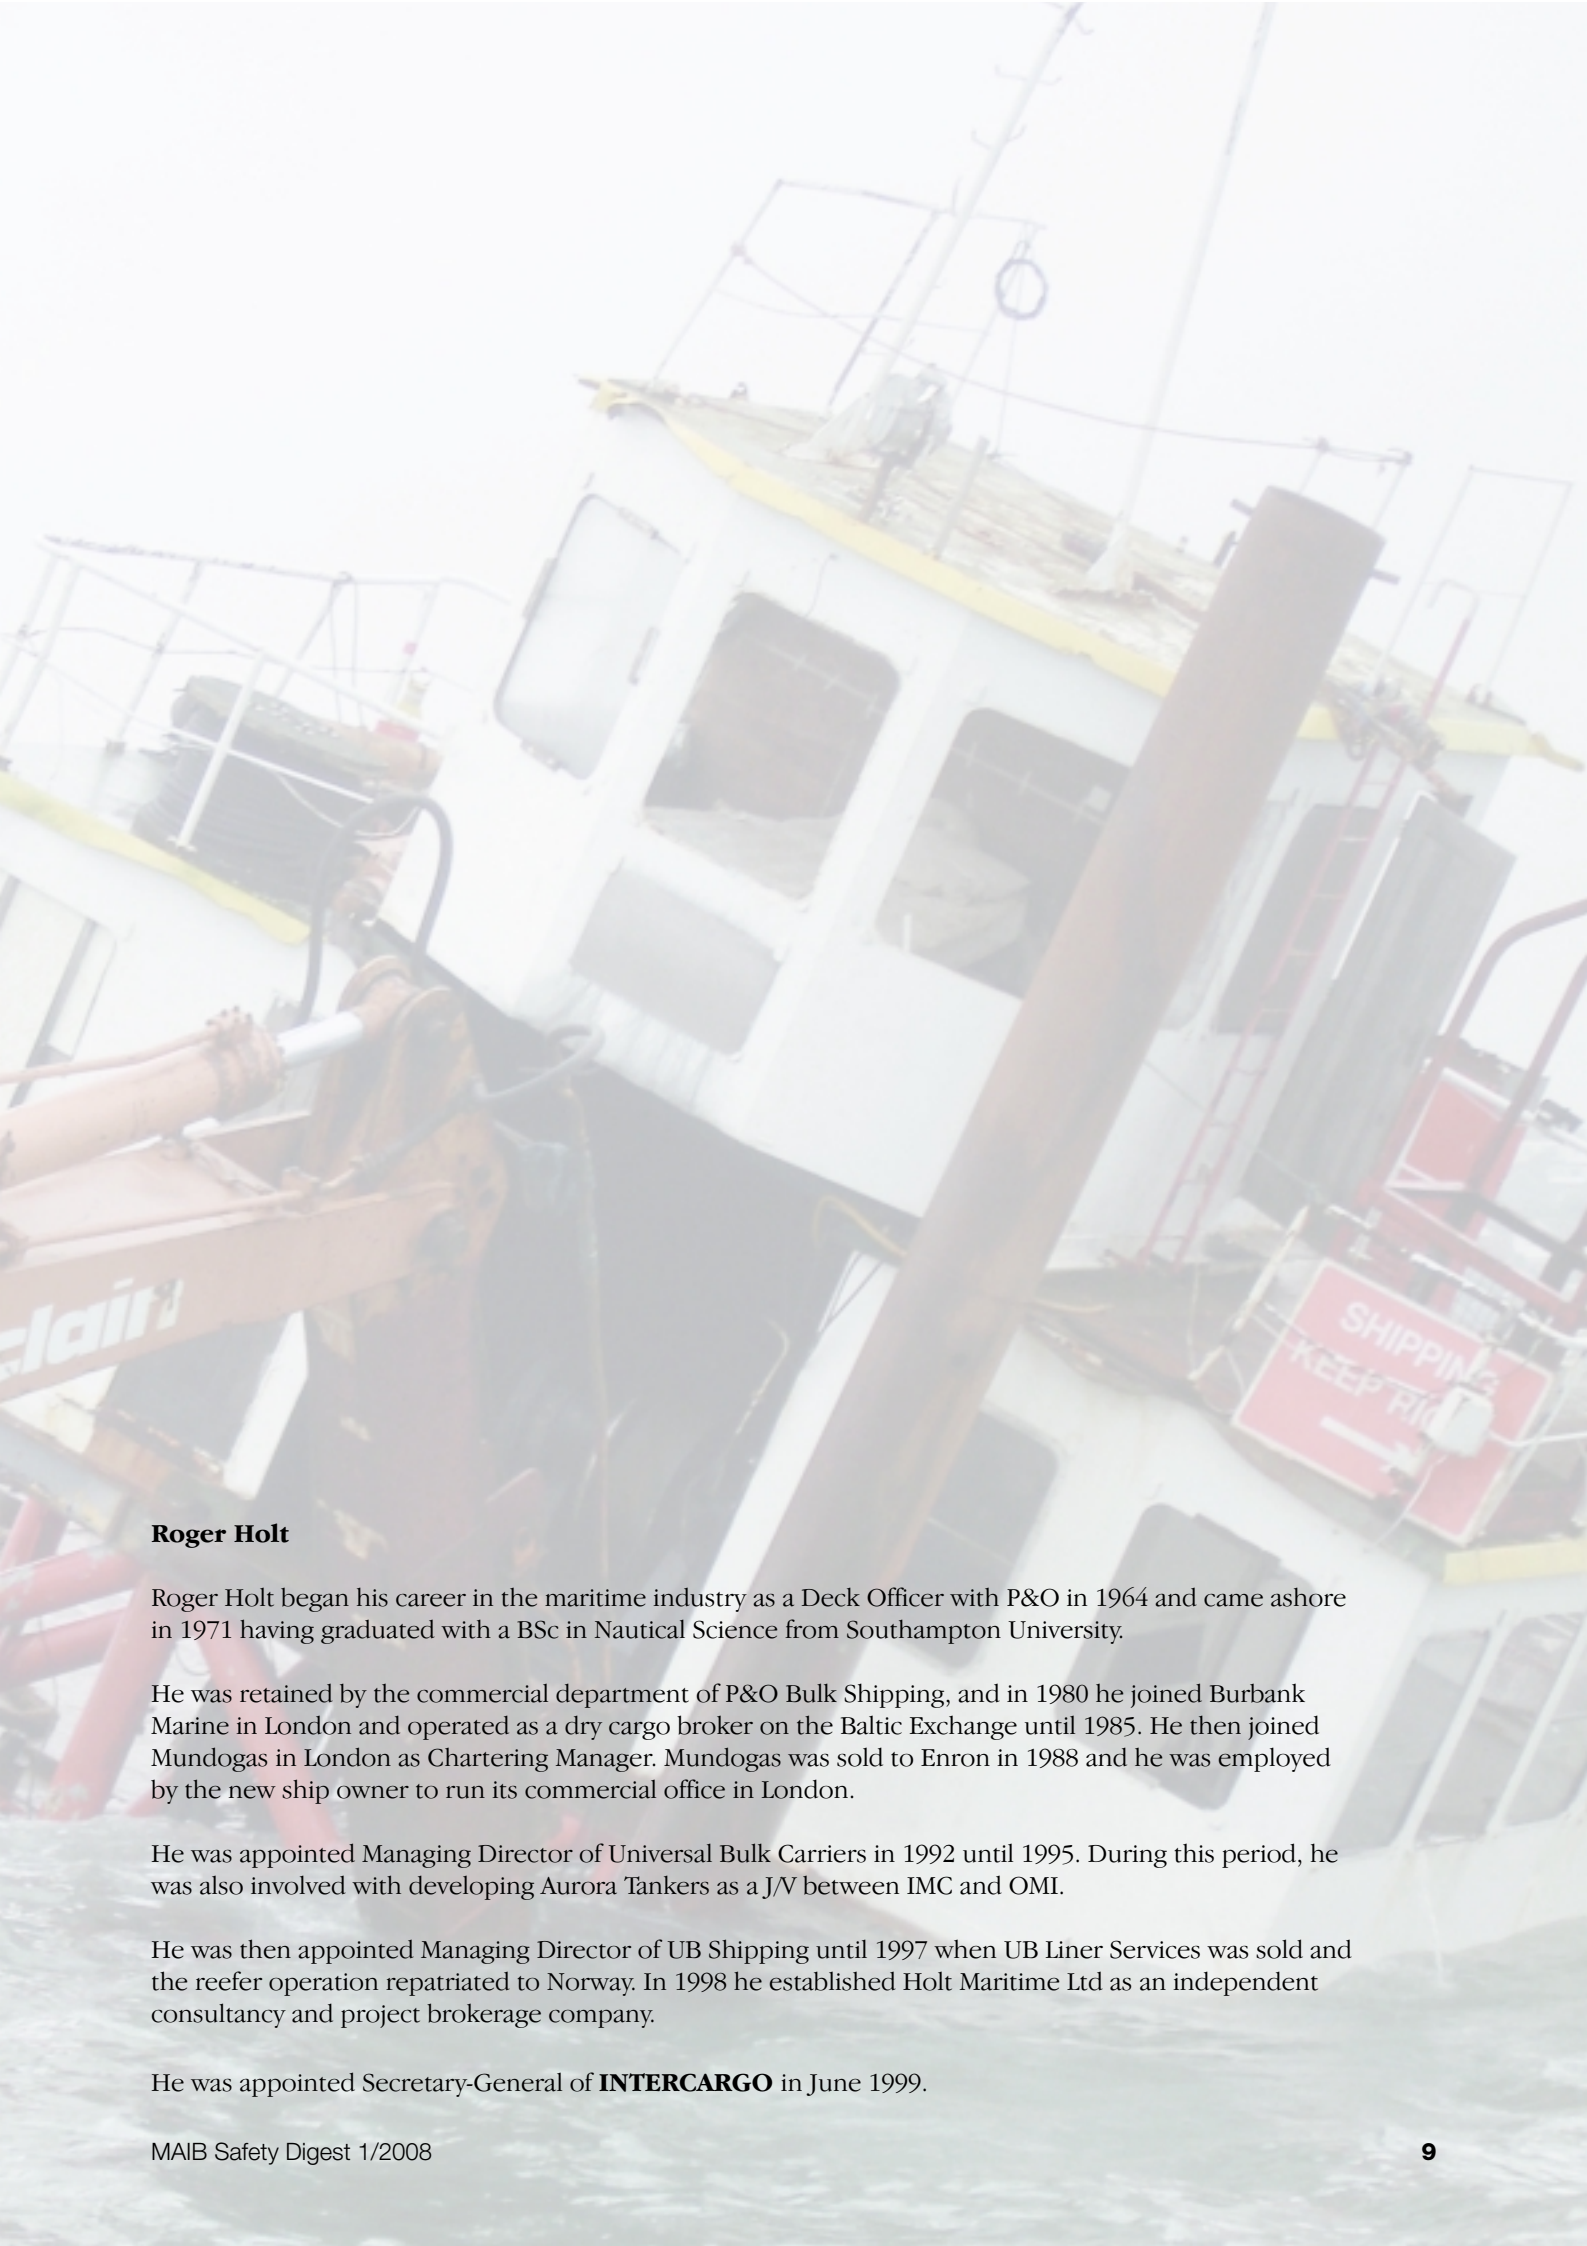 clair
SHIPPING
KEEP
Roger Holt
Roger Holt began his career in the maritime industry as a Deck Officer with P&O in 1964 and came ashore
in 1971 having graduated with a BSc in Nautical Science from Southampton University.
He was retained by the commercial department of P&O Bulk Shipping, and in 1980 he joined Burbank
Marine in London and operated as a dry cargo broker on the Baltic Exchange until 1985. He then joined
Mundogas in London as Chartering Manager. Mundogas was sold to Enron in 1988 and he was employed
by the new ship owner to run its commercial office in London.
He was appointed Managing Director of Universal Bulk Carriers in 1992 until 1995. During this period, he
was also involved with developing Aurora Tankers as a J/V between IMC and OMI.
He was then appointed Managing Director of UB Shipping until 1997 when UB Liner Services was sold and
the reefer operation repatriated to Norway. In 1998 he established Holt Maritime Ltd as an independent
consultancy and project brokerage company.
He was appointed Secretary-General of INTERCARGO in June 1999.
MAIB Safety Digest 1/2008
9